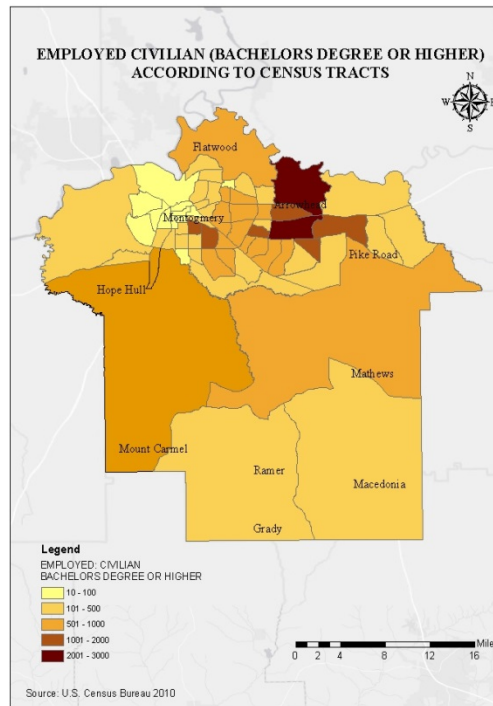 EMPLOYED CIVILIAN (BACHELORS DEGREE OR HIGHER)
ACCORDING TO CENSUS TRACTS
N
W E
S
Flatwood
Arrowhead
Montgomery
Pike Road
Hope Hull
Mathews
Mount Carmel
Ramer
Macedonia
Grady
Legend
EMPLOYED: CIVILIAN
BACHELORS DEGREE OR HIGHER
10 - 100
101 - 500
501 - 1000
1001 - 2000
2001 - 3000
Mile
0 2 4 8 12 16
Source: U.S. Census Bureau 2010